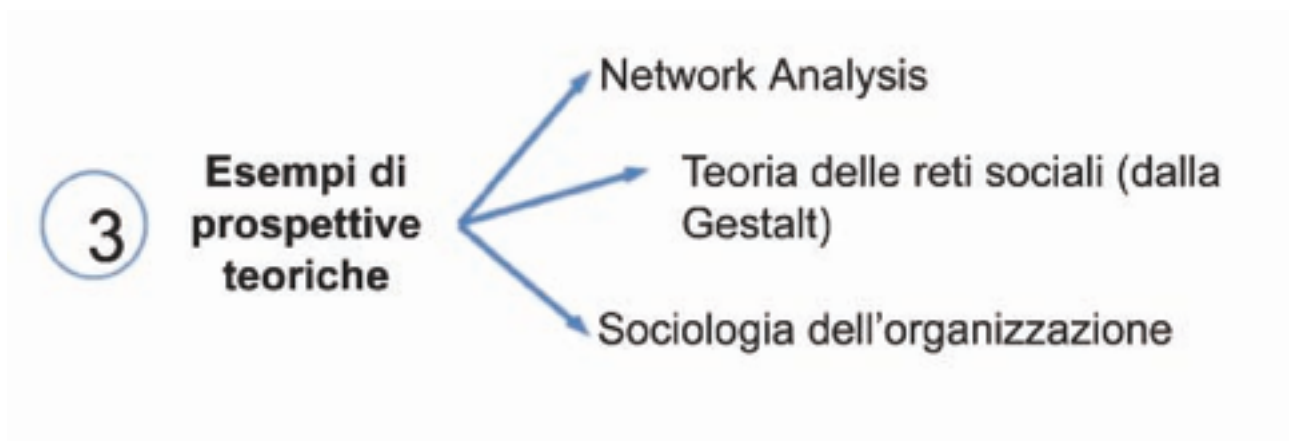 3
Esempi di
prospettive
teoriche
Network Analysis
Teoria delle reti sociali (dalla
Gestalt)
Sociologia dell’organizzazione